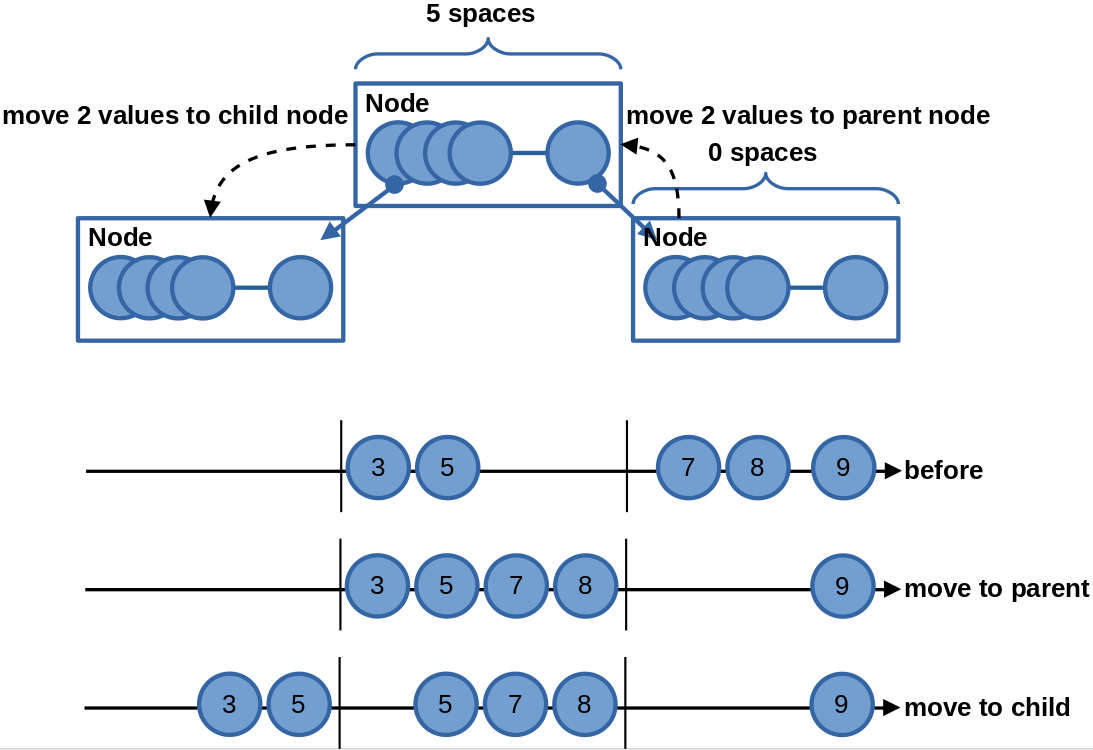 5 spaces
Node
move 2 values to child node
move 2 values to parent node
0 spaces
Node
Node
3 5 7 8 9 before
3 5 7 8 9 move to parent
3 5 5 7 8 9 move to child